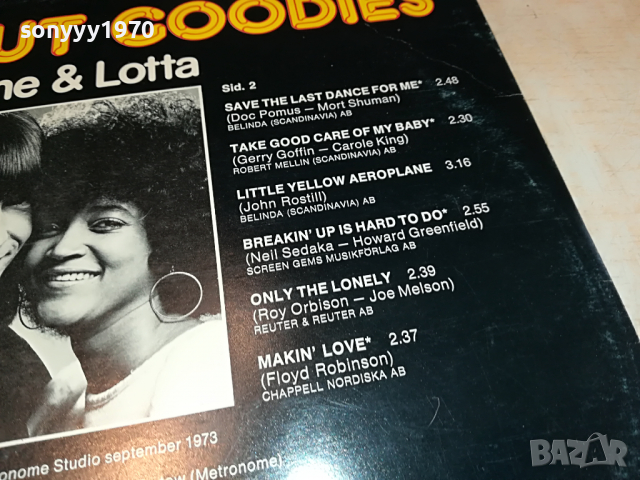 sonyyy1970
UT GOODIES
ne & Lotta
Sid. 2
SAVE THE LAST DANCE FOR ME* 2.48
(Doc Pomus — Mort Shuman)
BELINDA (SCANDINAVIA) AB
TAKE GOOD CARE OF MY BABY* 2.30
(Gerry Goffin — Carole King)
ROBERT MELLIN (SCANDINAVIA) AB
LITTLE YELLOW AEROPLANE 3.16
(John Rostill)
BELINDA (SCANDINAVIA) AB
BREAKIN' UP IS HARD TO DO* 2.55
(Neil Sedaka — Howard Greenfield)
SCREEN GEMS MUSIKFÖRLAG AB
ONLY THE LONELY 2.39
(Roy Orbison — Joe Melson)
REUTER & REUTER AB
MAKIN' LOVE* 2.37
(Floyd Robinson)
CHAPPELL NORDISKA AB
onome Studio september 1973
(Metronome)
BAZAR